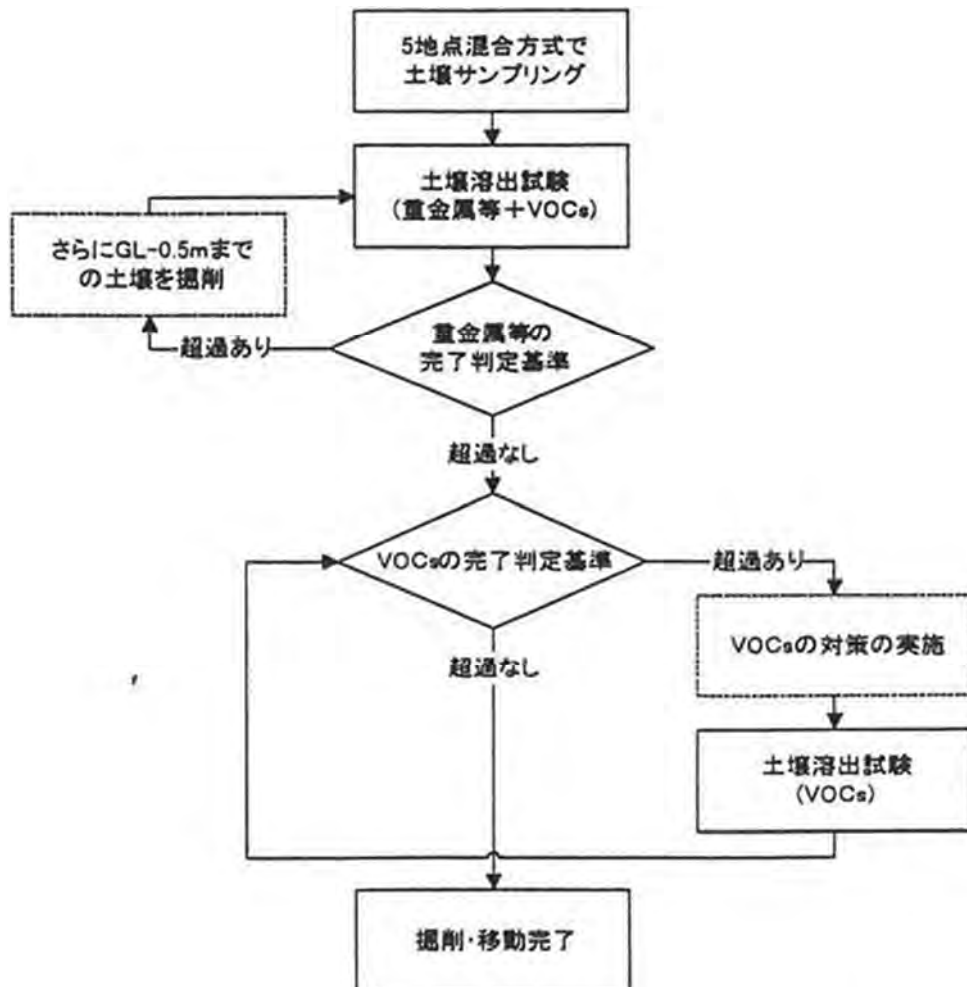 5地点混合方式で
土壌サンプリング
土壌溶出試験
(重金属等+VOCs)
さらにGL-0.5mまで
の土壌を掘削
超過あり
重金属等の
完了判定基準
超過なし
VOCsの完了判定基準
超過あり
VOCsの対策の実施
超過なし
土壌溶出試験
(VOCs)
掘削・移動完了